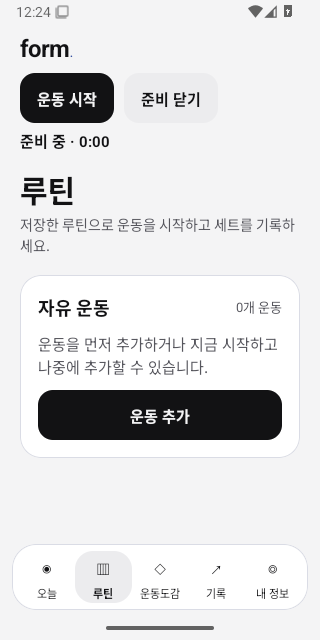 12:24
form.
운동 시작
준비 닫기
준비 중 · 0:00
루틴
저장한 루틴으로 운동을 시작하고 세트를 기록하
세요.
자유 운동
0개 운동
운동을 먼저 추가하거나 지금 시작하고
나중에 추가할 수 있습니다.
운동 추가
오늘
루틴
운동도감
기록
내 정보